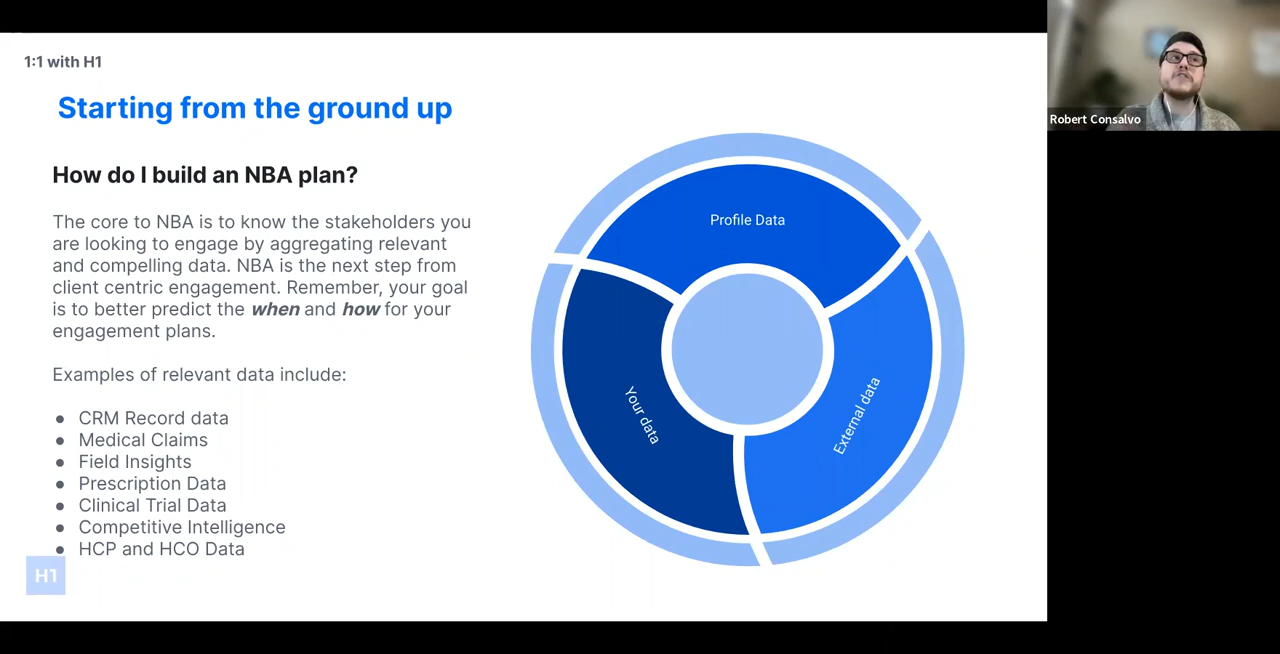 1:1 with H1
Starting from the ground up
How do I build an NBA plan?
The core to NBA is to know the stakeholders you
are looking to engage by aggregating relevant
and compelling data. NBA is the next step from
client centric engagement. Remember, your goal
is to better predict the when and how for your
engagement plans.
Examples of relevant data include:
● CRM Record data
● Medical Claims
● Field Insights
● Prescription Data
● Clinical Trial Data
● Competitive Intelligence
● HCP and HCO Data
H1
Profile Data
Your data
External data
Robert Consalvo